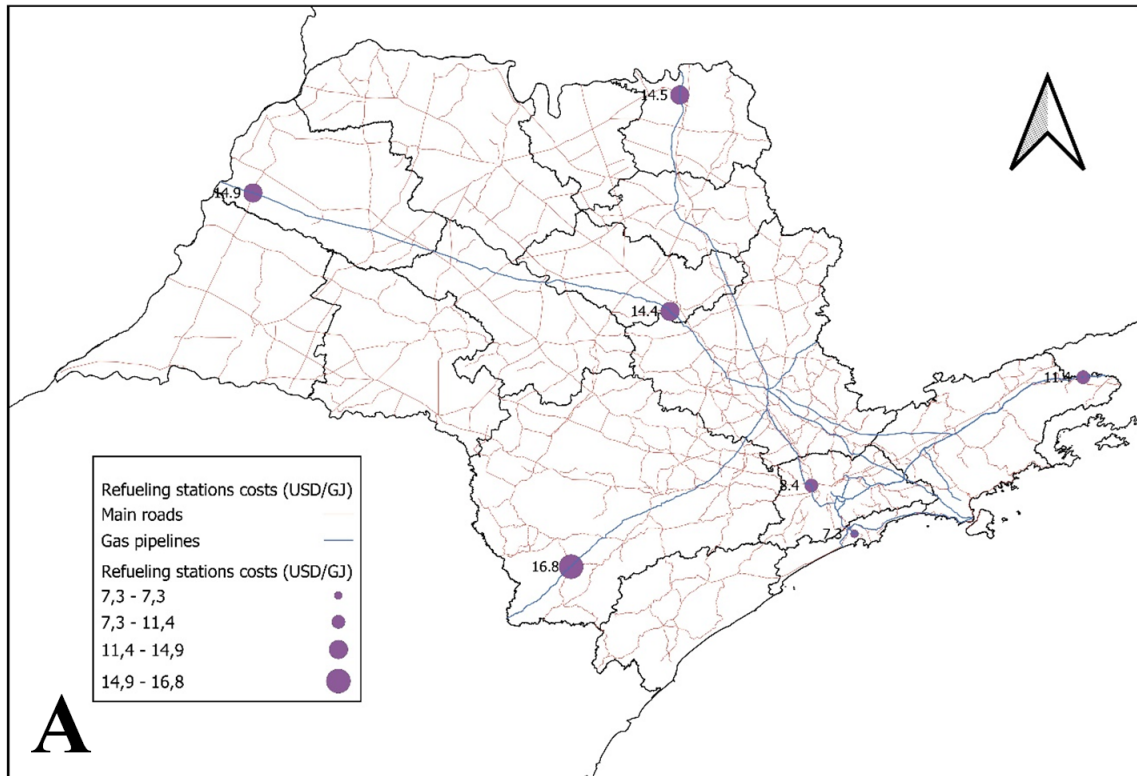 14.5
14.9
14.4
11.4
8.4
7.3
16.8
Refueling stations costs (USD/GJ)
Main roads
Gas pipelines
Refueling stations costs (USD/GJ)
7,3 - 7,3
7,3 - 11,4
11,4 - 14,9
14,9 - 16,8
A